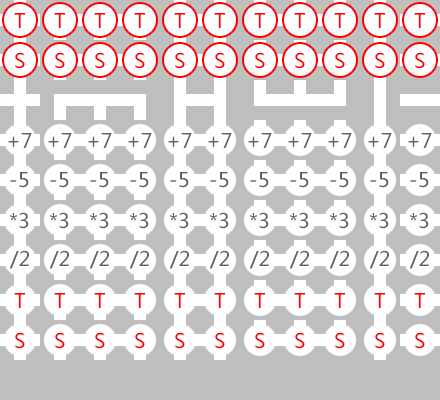 T T T T T T T T T T T
S S S S S S S S S S S
+7 +7 +7 +7 +7 +7 +7 +7 +7 +7 +7
-5 -5 -5 -5 -5 -5 -5 -5 -5 -5 -5
*3 *3 *3 *3 *3 *3 *3 *3 *3 *3 *3
/2 /2 /2 /2 /2 /2 /2 /2 /2 /2 /2
T T T T T T T T T T T
S S S S S S S S S S S